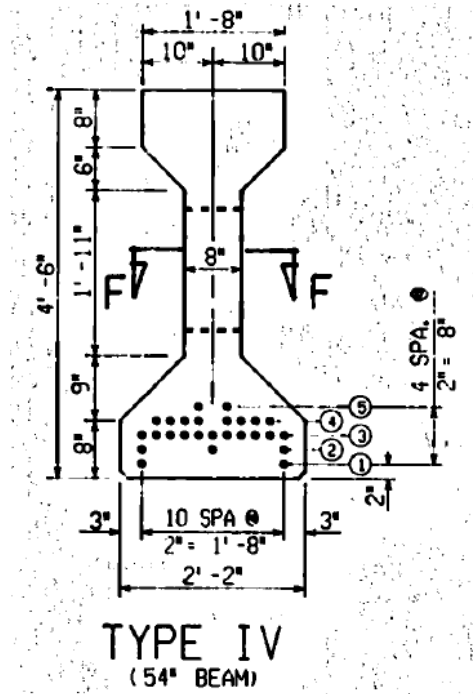 1'-8"
10" 10"
8"
6"
4'-6"
1'-11"
8"
F F
4 SPA. @
2" = 8"
9"
5
4
3
2
1
8"
2"
3" 10 SPA @ 3"
2" = 1'-8"
2'-2"
TYPE IV
(54" BEAM)